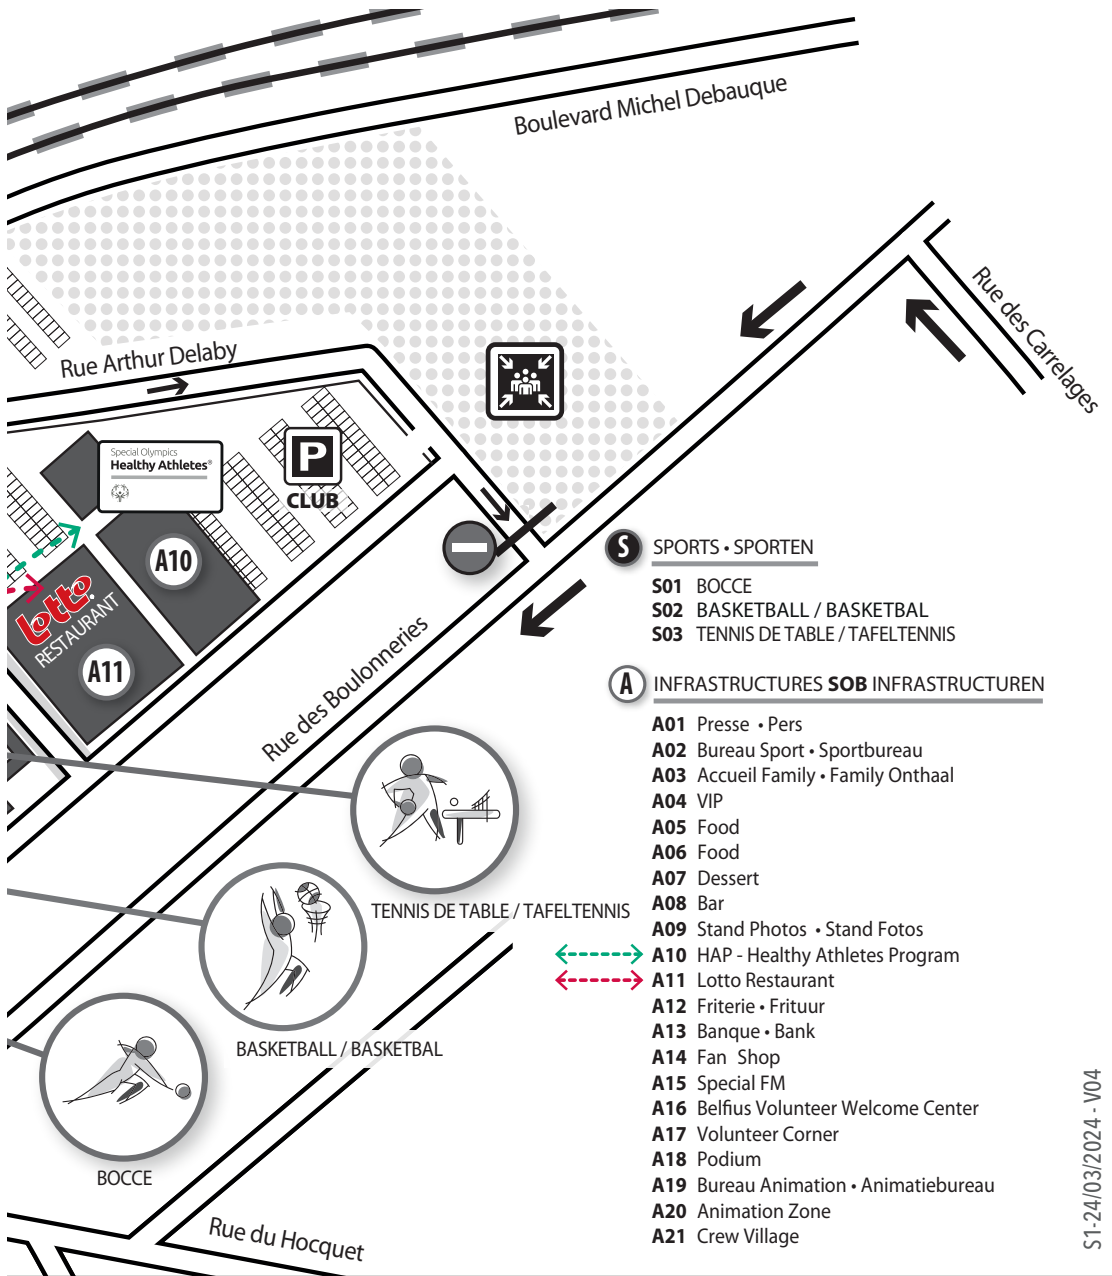 Boulevard Michel Debauque
Rue des Carrelages
Rue Arthur Delaby
Special Olympics
Healthy Athletes®
P
CLUB
A10
Lotto
RESTAURANT
A11
Rue des Boulonneries
S SPORTS • SPORTEN
S01 BOCCE
S02 BASKETBALL / BASKETBAL
S03 TENNIS DE TABLE / TAFELTENNIS
A INFRASTRUCTURES SOB INFRASTRUCTUREN
A01 Presse • Pers
A02 Bureau Sport • Sportbureau
A03 Accueil Family • Family Onthaal
A04 VIP
A05 Food
A06 Food
A07 Dessert
A08 Bar
A09 Stand Photos • Stand Fotos
A10 HAP - Healthy Athletes Program
A11 Lotto Restaurant
A12 Friterie • Frituur
A13 Banque • Bank
A14 Fan Shop
A15 Special FM
A16 Belfius Volunteer Welcome Center
A17 Volunteer Corner
A18 Podium
A19 Bureau Animation • Animatiebureau
A20 Animation Zone
A21 Crew Village
TENNIS DE TABLE / TAFELTENNIS
BASKETBALL / BASKETBAL
BOCCE
Rue du Hocquet
S1-24/03/2024 - V04